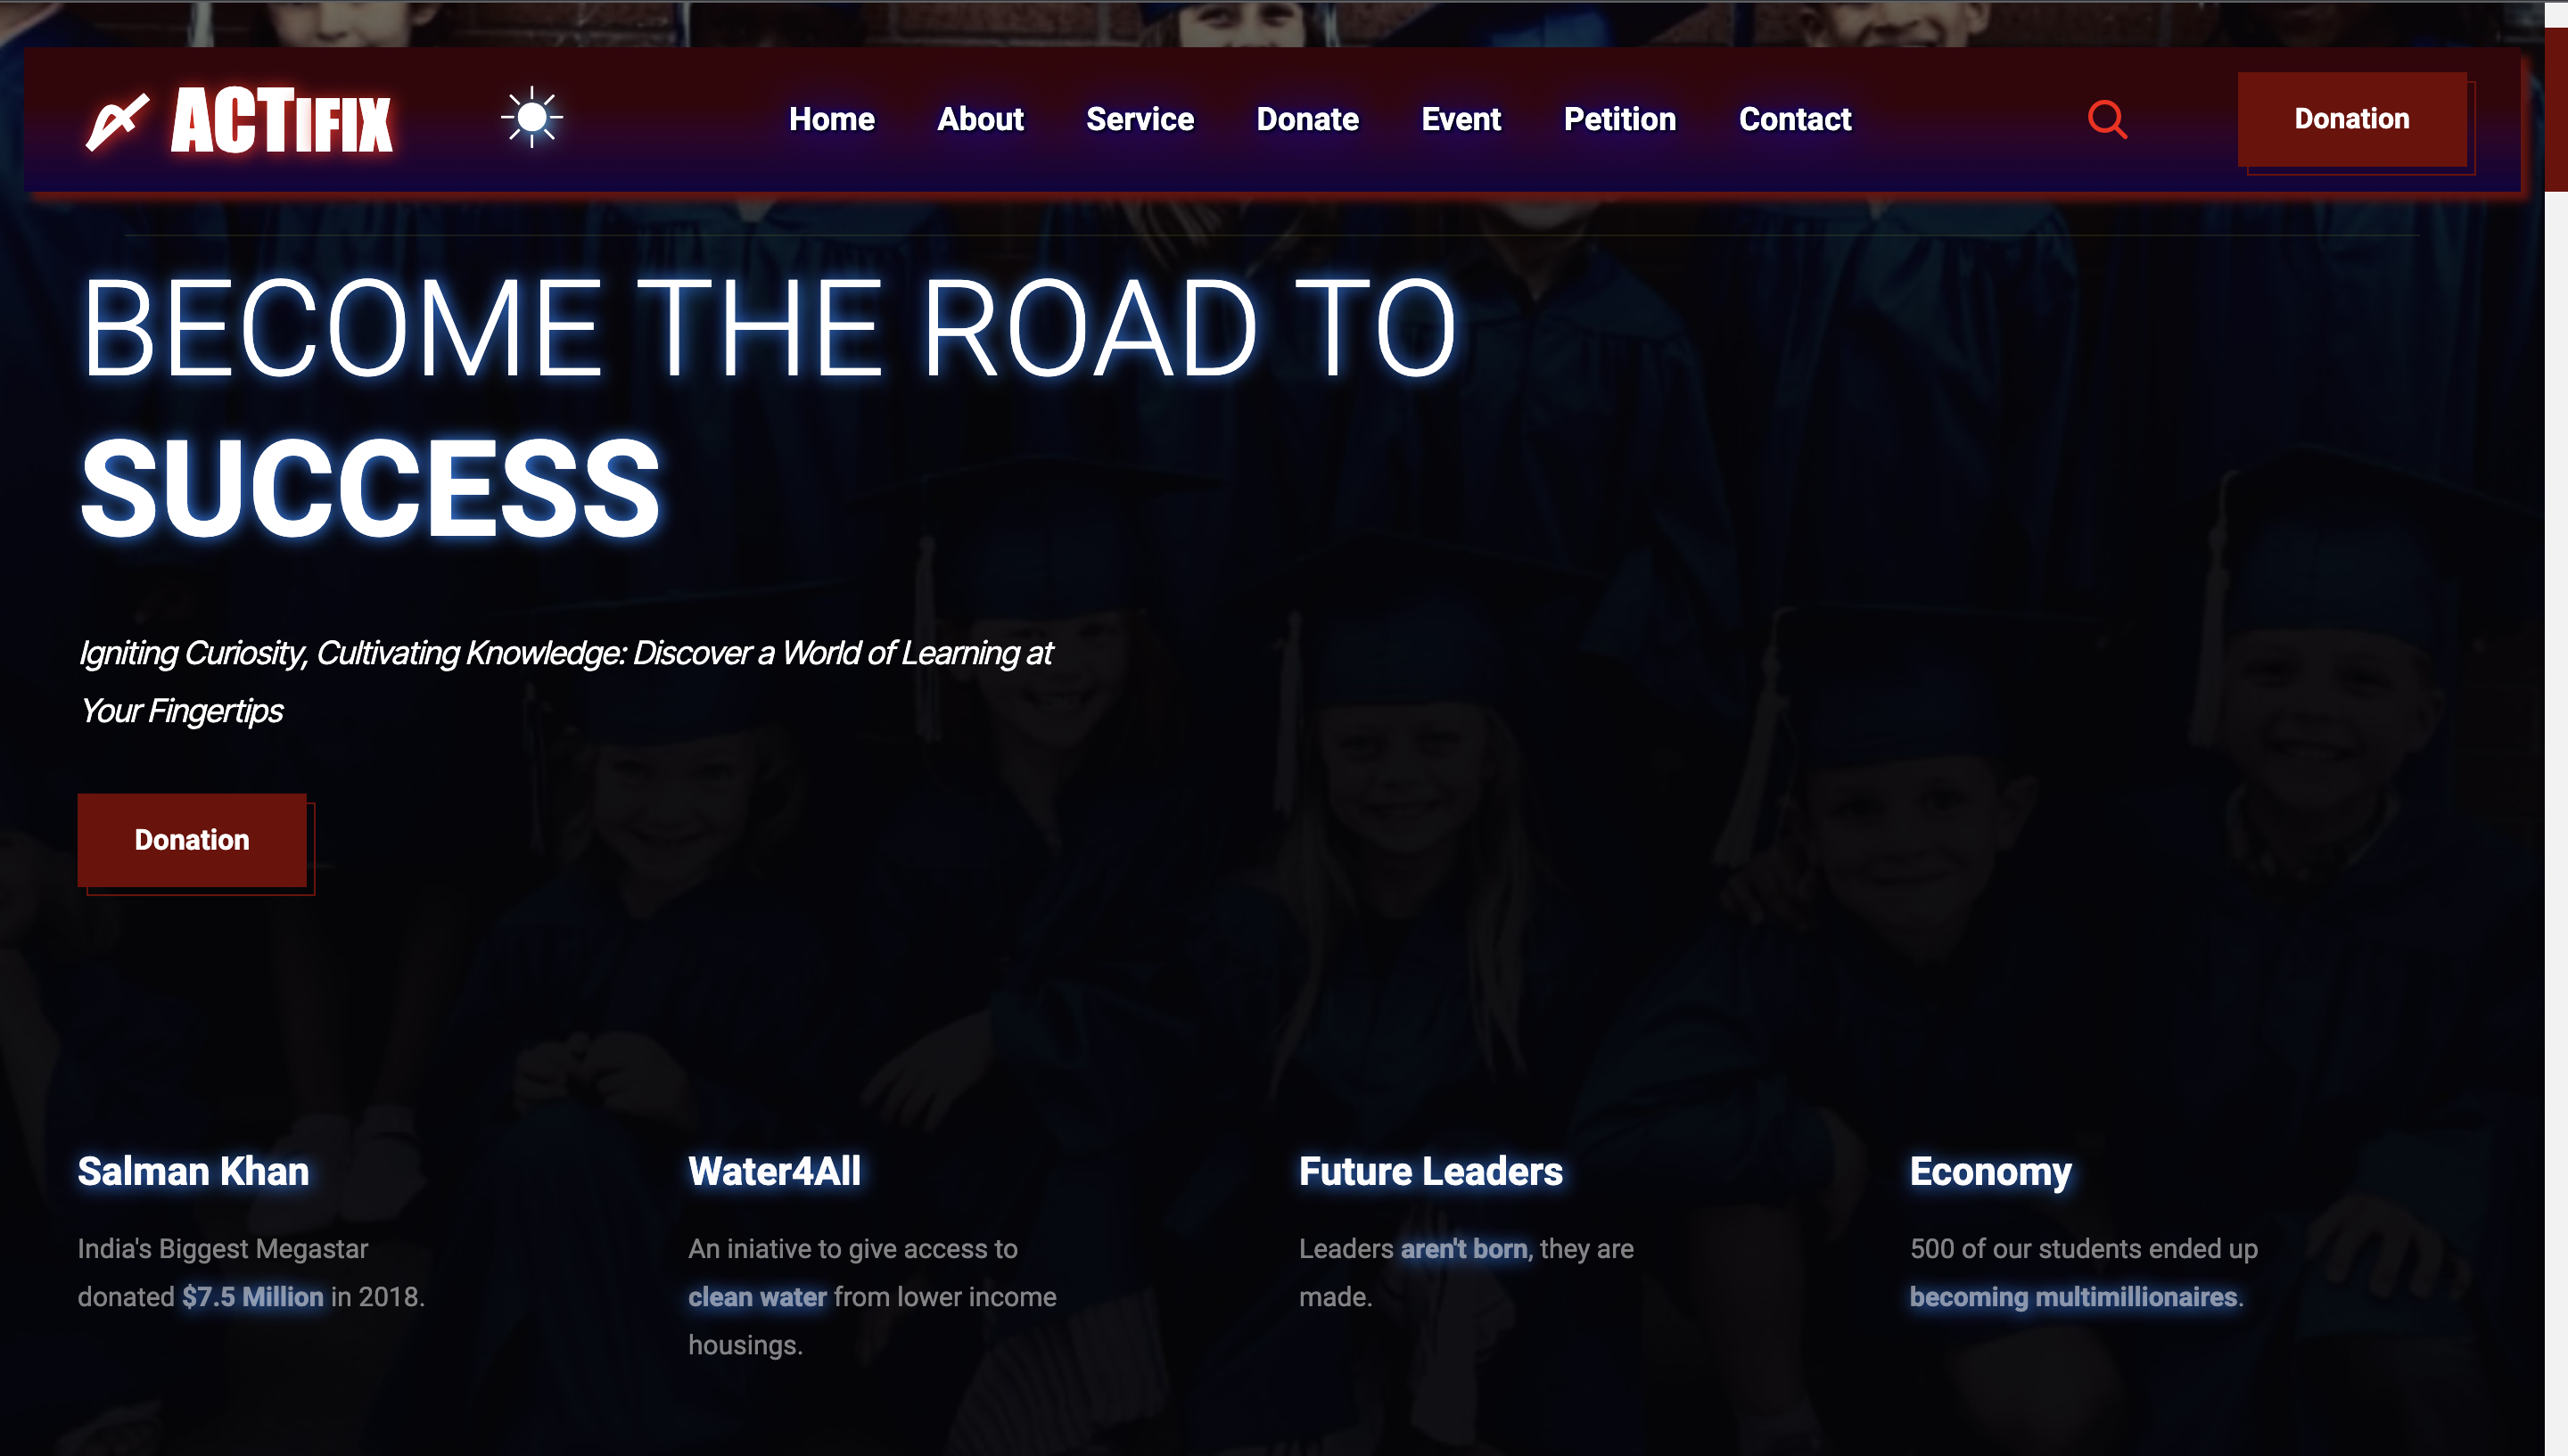 ACTIFIX
Home About Service Donate Event Petition Contact
Donation
BECOME THE ROAD TO
SUCCESS
Igniting Curiosity, Cultivating Knowledge: Discover a World of Learning at
Your Fingertips
Donation
Salman Khan
India's Biggest Megastar
donated $7.5 Million in 2018.
Water4All
An iniative to give access to
clean water from lower income
housings.
Future Leaders
Leaders aren't born, they are
made.
Economy
500 of our students ended up
becoming multimillionaires.